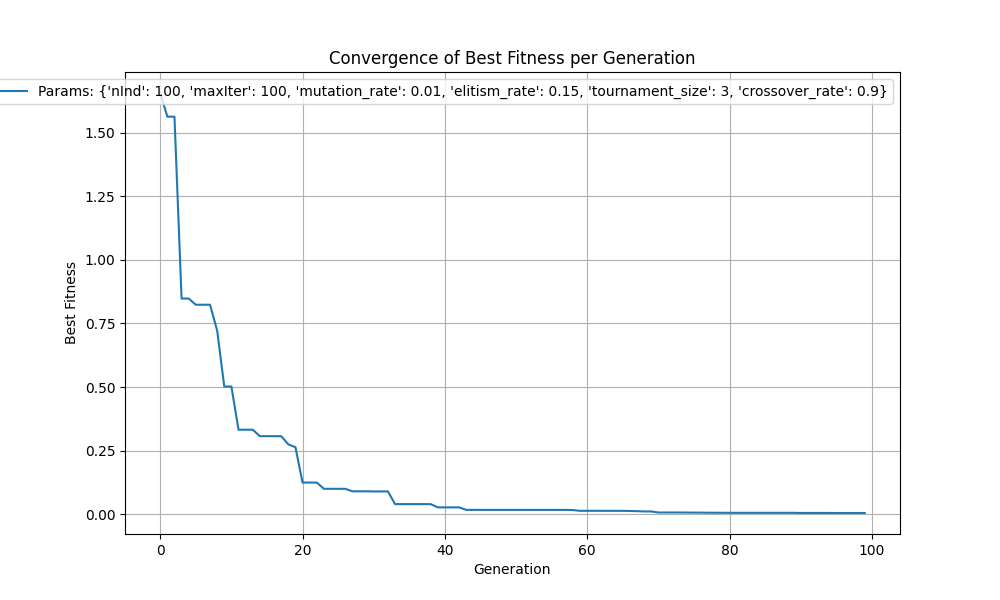 Convergence of Best Fitness per Generation
Params: {'nInd': 100, 'maxIter': 100, 'mutation_rate': 0.01, 'elitism_rate': 0.15, 'tournament_size': 3, 'crossover_rate': 0.9}
1.50
1.25
1.00
0.75
0.50
0.25
0.00
Best Fitness
0 20 40 60 80 100
Generation